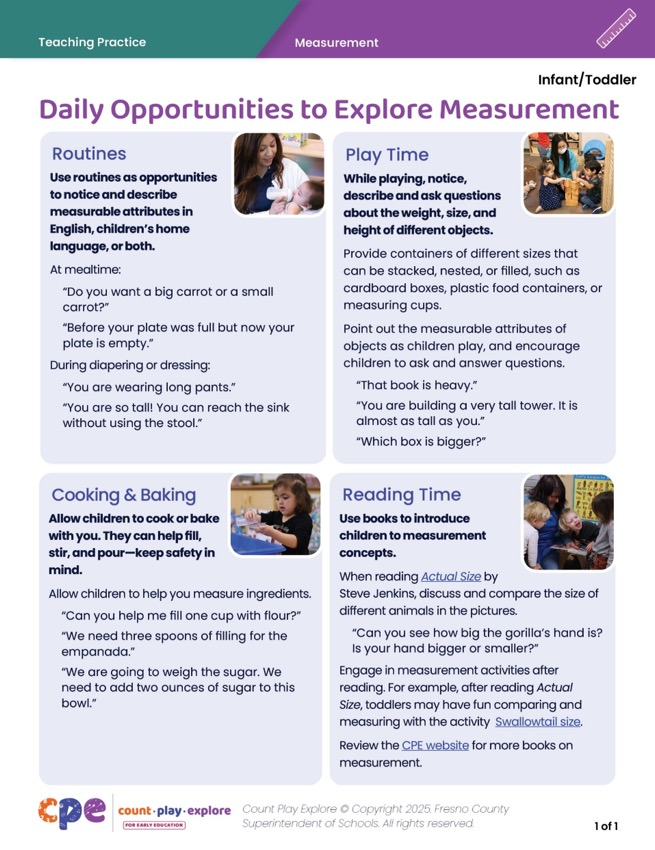 Teaching Practice
Measurement
Infant/Toddler
Daily Opportunities to Explore Measurement
Routines
Use routines as opportunities
to notice and describe
measurable attributes in
English, children’s home
language, or both.
At mealtime:
“Do you want a big carrot or a small
carrot?”
“Before your plate was full but now your
plate is empty.”
During diapering or dressing:
“You are wearing long pants.”
“You are so tall! You can reach the sink
without using the stool.”
Play Time
While playing, notice,
describe and ask questions
about the weight, size, and
height of different objects.
Provide containers of different sizes that
can be stacked, nested, or filled, such as
cardboard boxes, plastic food containers, or
measuring cups.
Point out the measurable attributes of
objects as children play, and encourage
children to ask and answer questions.
“That book is heavy.”
“You are building a very tall tower. It is
almost as tall as you.”
“Which box is bigger?”
Cooking & Baking
Allow children to cook or bake
with you. They can help fill,
stir, and pour—keep safety in
mind.
Allow children to help you measure ingredients.
“Can you help me fill one cup with flour?”
“We need three spoons of filling for the
empanada.”
“We are going to weigh the sugar. We
need to add two ounces of sugar to this
bowl.”
Reading Time
Use books to introduce
children to measurement
concepts.
When reading Actual Size by
Steve Jenkins, discuss and compare the size of
different animals in the pictures.
“Can you see how big the gorilla’s hand is?
Is your hand bigger or smaller?”
Engage in measurement activities after
reading. For example, after reading Actual
Size, toddlers may have fun comparing and
measuring with the activity Swallowtail size.
Review the CPE website for more books on
measurement.
cpe
count·play·explore
FOR EARLY EDUCATION
Count Play Explore © Copyright 2025. Fresno County
Superintendent of Schools. All rights reserved.
1 of 1